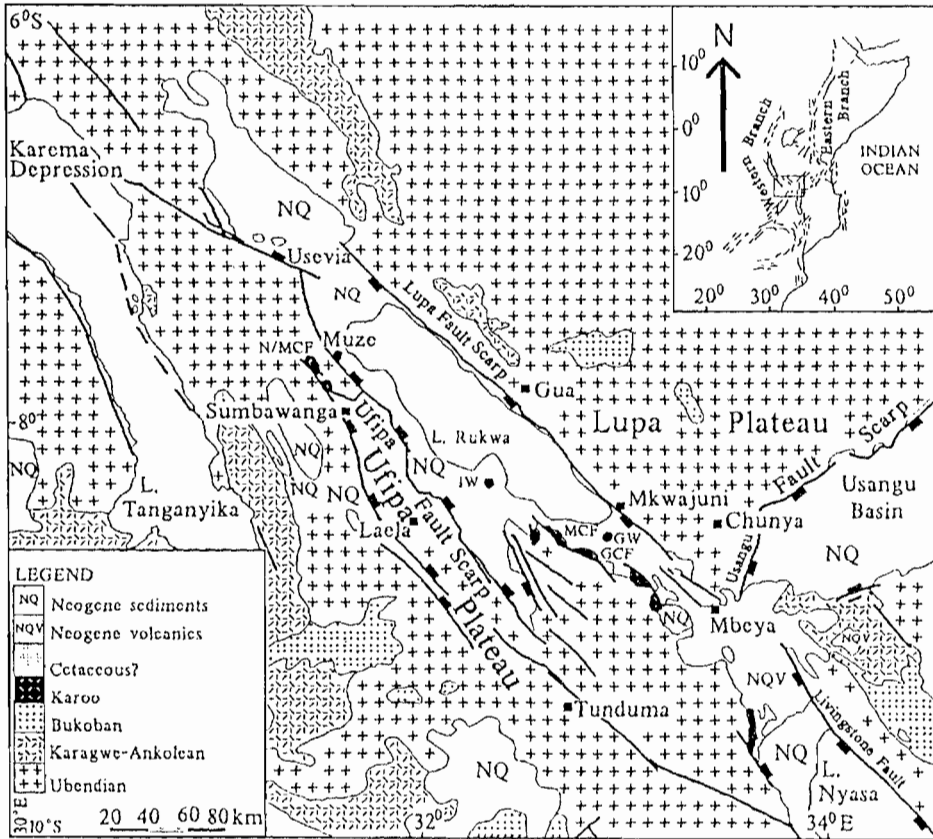 6°S
Karema
Depression
NQ
Usevia
NQ
Lupa Fault Scarp
N/MCF
Muze
Gua
Sumbawanga
8°
Lupa Plateau
NQ
NQ
NQ
NQ
NQ
L. Rukwa
IW
Ufipa Fault Scarp
Ufipa Plateau
L.
Tanganyika
Laela
Mkwajuni
MCF
GW
GCF
Chunya
Usangu Fault Scarp
Usangu
Basin
NQ
NQ
Mbeya
NQV
NQV
Livingstone Fault
Tunduma
NQ
NQ
L.
Nyasa
32°
34°E
N
10°
0°
10°
20°
20°
30°
40°
50°
Western Branch
Eastern Branch
INDIAN
OCEAN
LEGEND
NQ Neogene sediments
NQV Neogene volcanics
Cetaceous?
Karoo
Bukoban
Karagwe-Ankolean
Ubendian
30°E
10°S
20 40 60 80 km